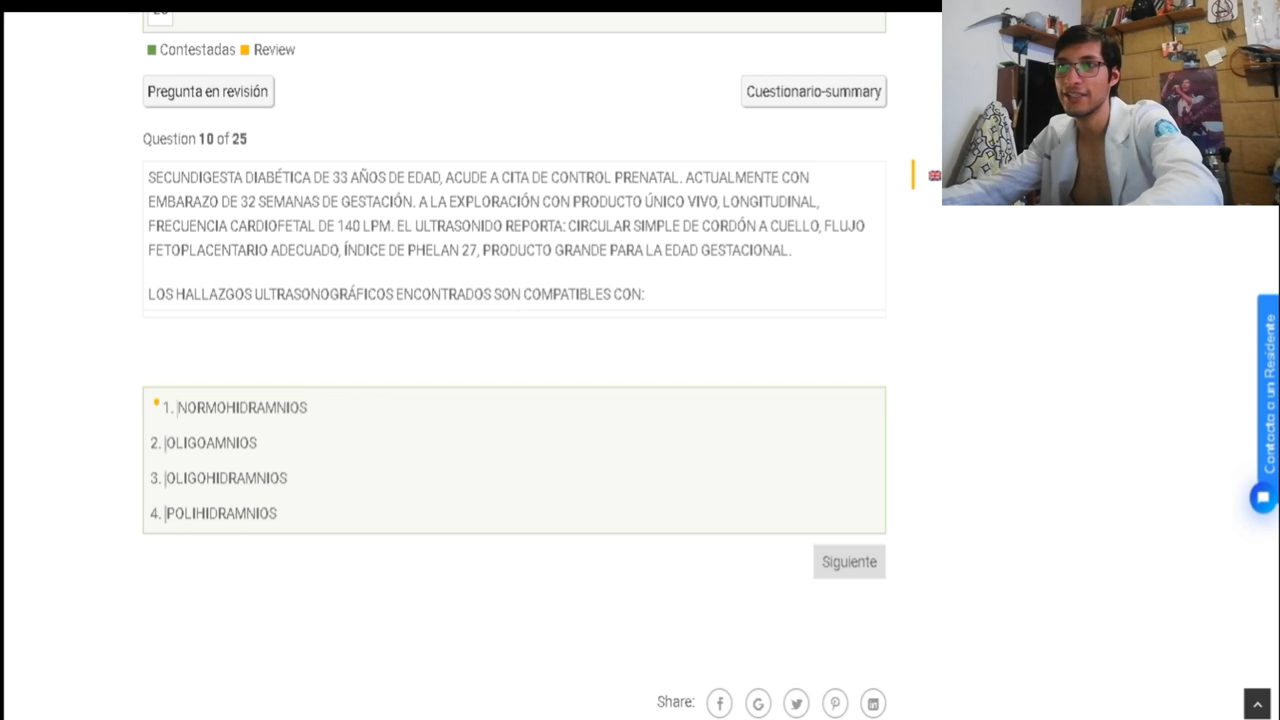 Contestadas Review
Pregunta en revisión
Cuestionario-summary
Question 10 of 25
SECUNDIGESTA DIABÉTICA DE 33 AÑOS DE EDAD, ACUDE A CITA DE CONTROL PRENATAL. ACTUALMENTE CON
EMBARAZO DE 32 SEMANAS DE GESTACIÓN. A LA EXPLORACIÓN CON PRODUCTO ÚNICO VIVO, LONGITUDINAL,
FRECUENCIA CARDIOFETAL DE 140 LPM. EL ULTRASONIDO REPORTA: CIRCULAR SIMPLE DE CORDÓN A CUELLO, FLUJO
FETOPLACENTARIO ADECUADO, ÍNDICE DE PHELAN 27, PRODUCTO GRANDE PARA LA EDAD GESTACIONAL.
LOS HALLAZGOS ULTRASONOGRÁFICOS ENCONTRADOS SON COMPATIBLES CON:
1. NORMOHIDRAMNIOS
2. OLIGOAMNIOS
3. OLIGOHIDRAMNIOS
4. POLIHIDRAMNIOS
Siguiente
Contacta a un Residente
Share: